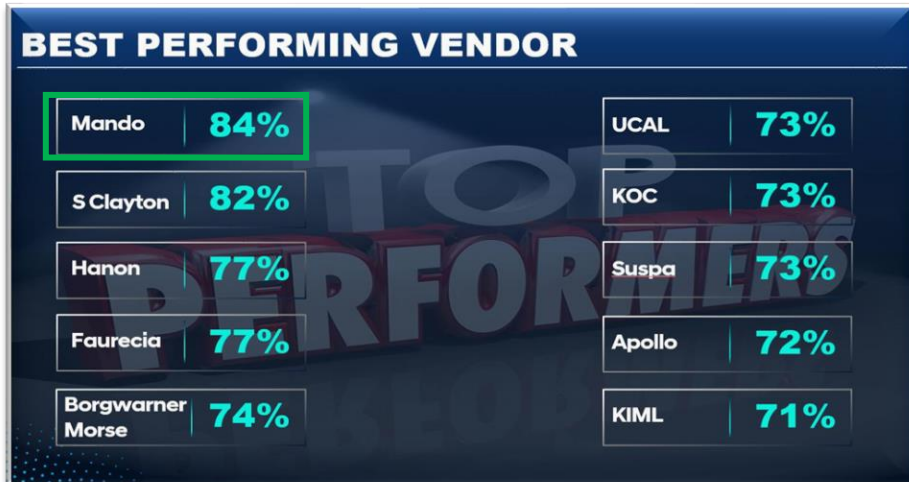 BEST PERFORMING VENDOR
Mando 84%
S Clayton 82%
Hanon 77%
Faurecia 77%
Borgwarner
Morse 74%
UCAL 73%
KOC 73%
Suspa 73%
Apollo 72%
KIML 71%
TOP
PERFORMERS